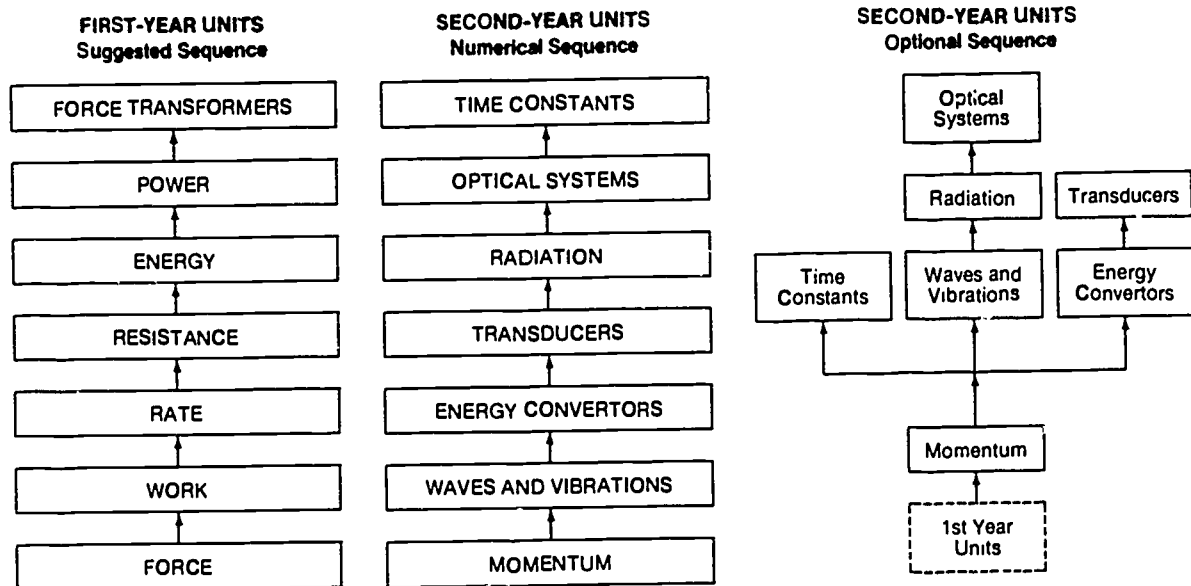 FIRST-YEAR UNITS
Suggested Sequence
FORCE TRANSFORMERS
POWER
ENERGY
RESISTANCE
RATE
WORK
FORCE
SECOND-YEAR UNITS
Numerical Sequence
TIME CONSTANTS
OPTICAL SYSTEMS
RADIATION
TRANSDUCERS
ENERGY CONVERTORS
WAVES AND VIBRATIONS
MOMENTUM
SECOND-YEAR UNITS
Optional Sequence
Optical
Systems
Radiation
Transducers
Time
Constants
Waves and
Vibrations
Energy
Convertors
Momentum
1st Year
Units